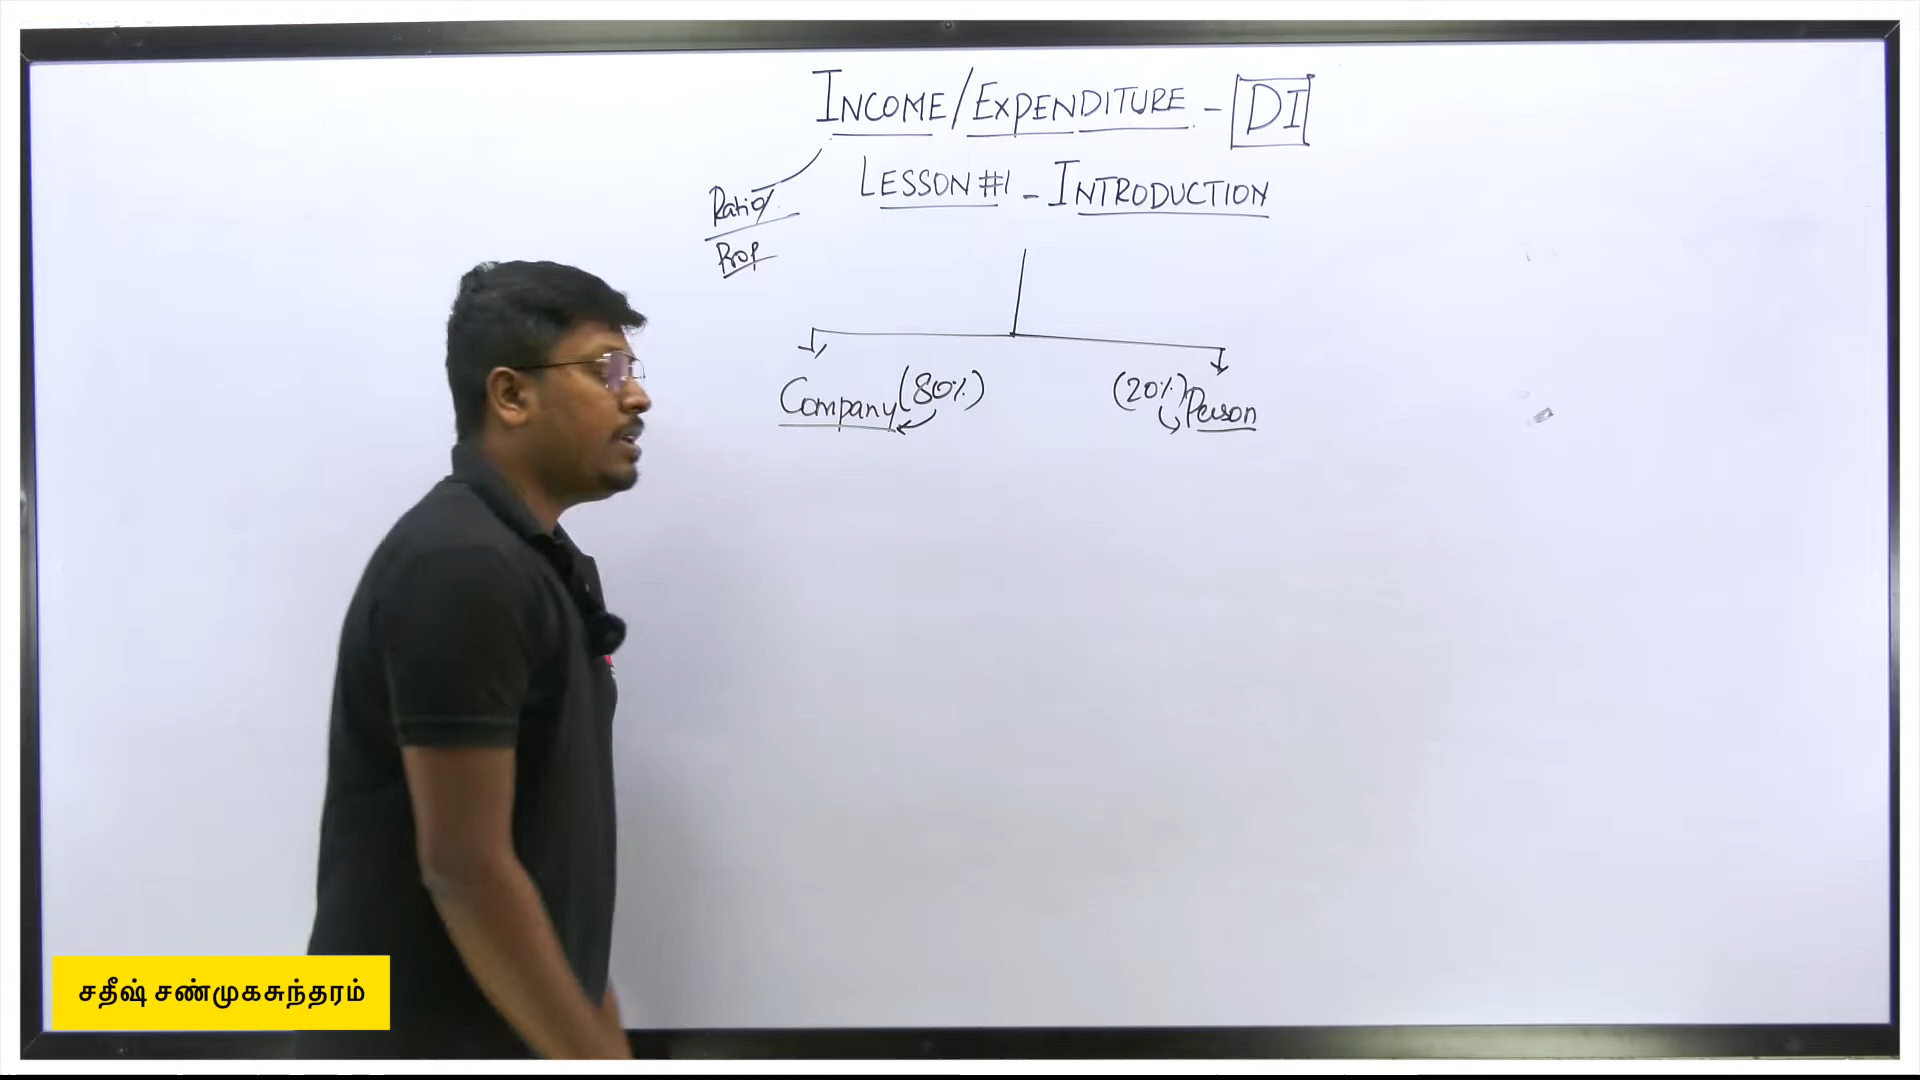 INCOME/EXPENDITURE - DI
LESSON #1 - INTRODUCTION
Ratio/
Prop
Company (80%)
(20%) Person
சதீஷ் சண்முகசுந்தரம்